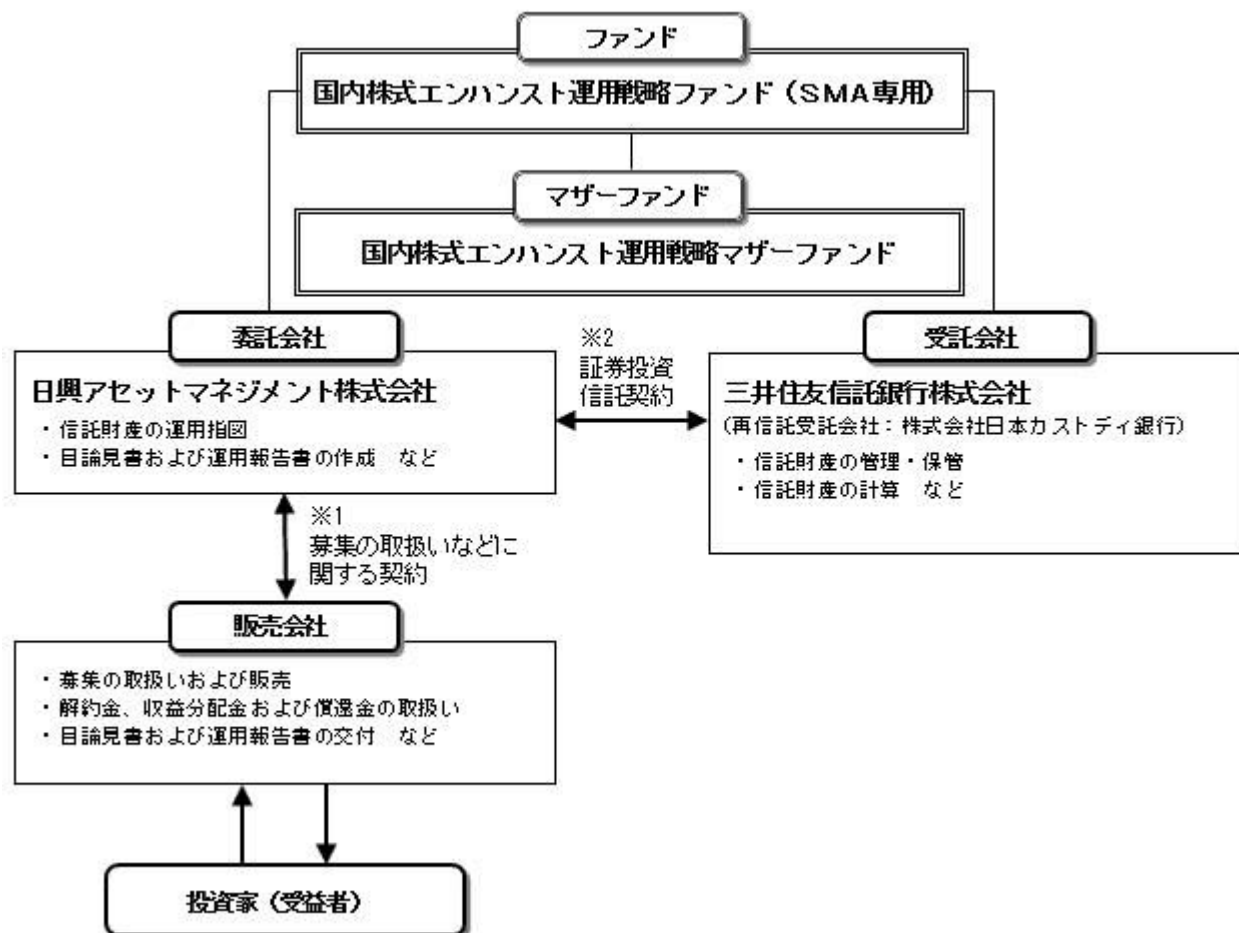 ファンド
国内株式エンハンスト運用戦略ファンド（ＳＭＡ専用）
マザーファンド
国内株式エンハンスト運用戦略マザーファンド
委託会社
日興アセットマネジメント株式会社
・信託財産の運用指図
・目論見書および運用報告書の作成　など
※2
証券投資
信託契約
受託会社
三井住友信託銀行株式会社
(再信託受託会社：株式会社日本カストディ銀行)
・信託財産の管理・保管
・信託財産の計算　など
※1
募集の取扱いなどに
関する契約
販売会社
・募集の取扱いおよび販売
・解約金、収益分配金および償還金の取扱い
・目論見書および運用報告書の交付　など
投資家（受益者）